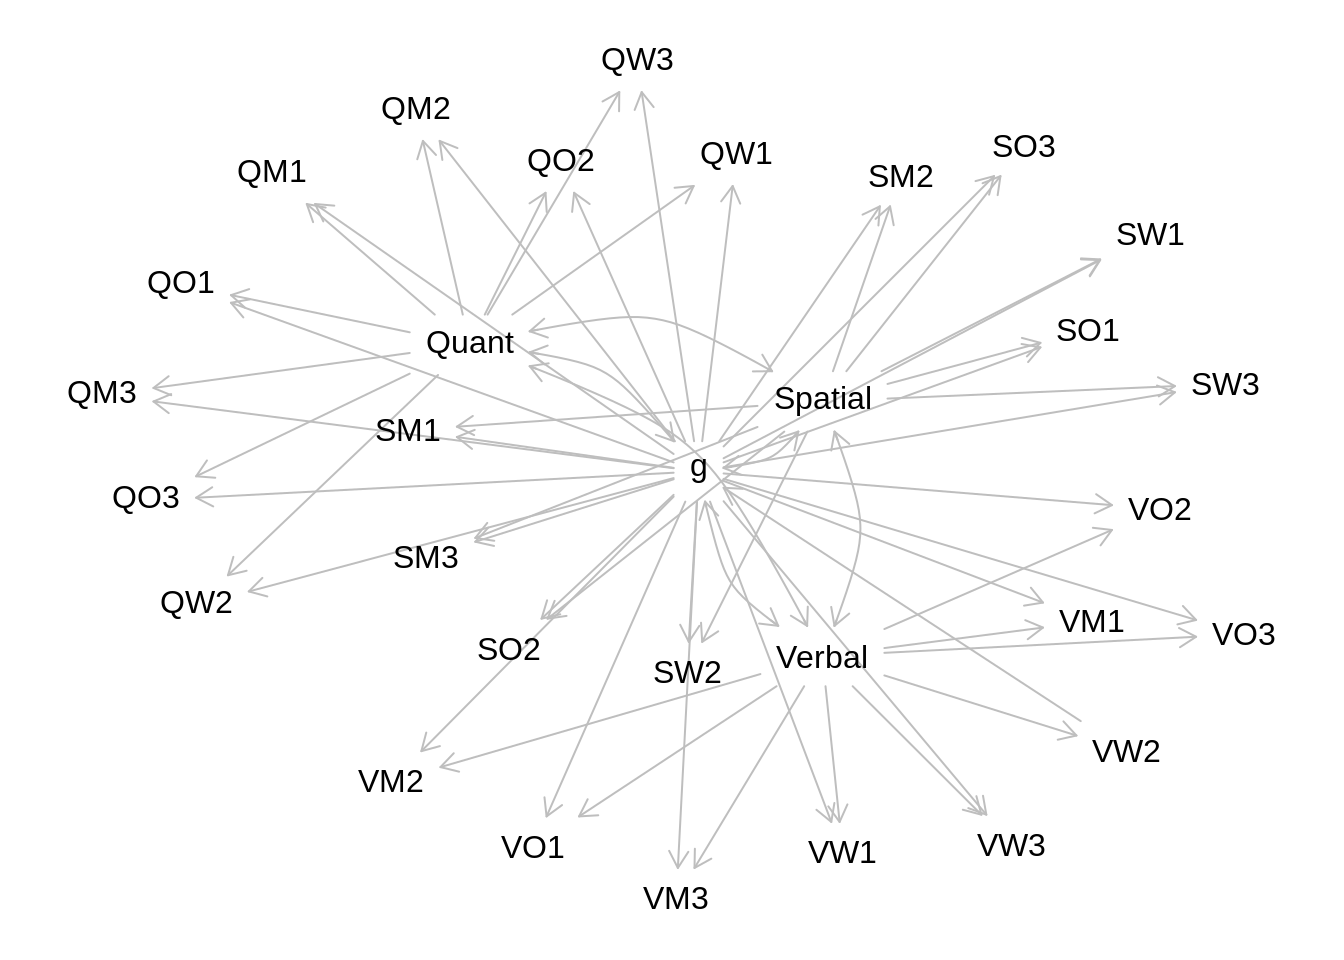 QW3
QM2
SO3
QW1
QO2
QM1
SM2
SW1
QO1
SO1
Quant
SW3
QM3
Spatial
SM1
g
QO3
VO2
SM3
QW2
VM1
VO3
SO2
Verbal
SW2
VW2
VM2
VW3
VO1
VW1
VM3